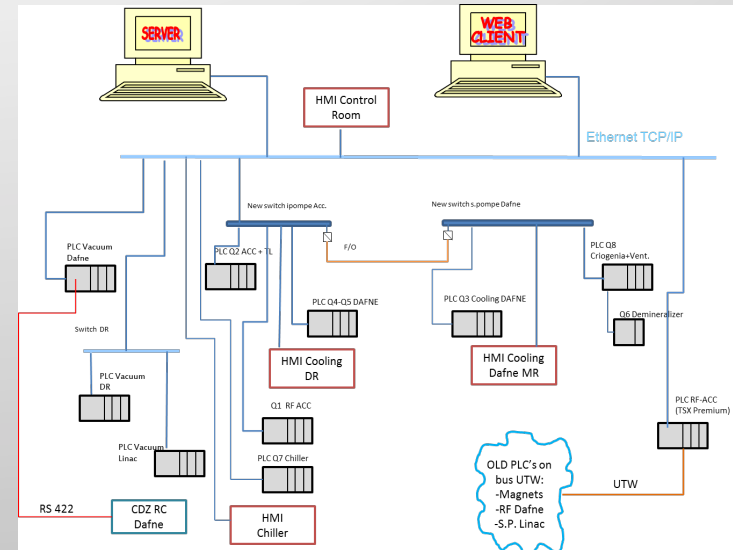 SERVER
WEB
CLIENT
HMI Control
Room
Ethernet TCP/IP
New switch ipompe Acc.
New switch s.pompe Dafne
PLC Vacuum
Dafne
PLC Q2 ACC + TL
F/O
PLC Q8
Criogenia+Vent.
PLC Q4-Q5 DAFNE
PLC Q3 Cooling DAFNE
Q6 Demineralizer
Switch DR
HMI Cooling
DR
HMI Cooling
Dafne MR
PLC Vacuum
DR
Q1 RF ACC
PLC RF-ACC
(TSX Premium)
PLC Vacuum
Linac
PLC Q7 Chiller
OLD PLC's on
bus UTW:
-Magnets
-RF Dafne
-S.P. Linac
UTW
RS 422
CDZ RC
Dafne
HMI
Chiller